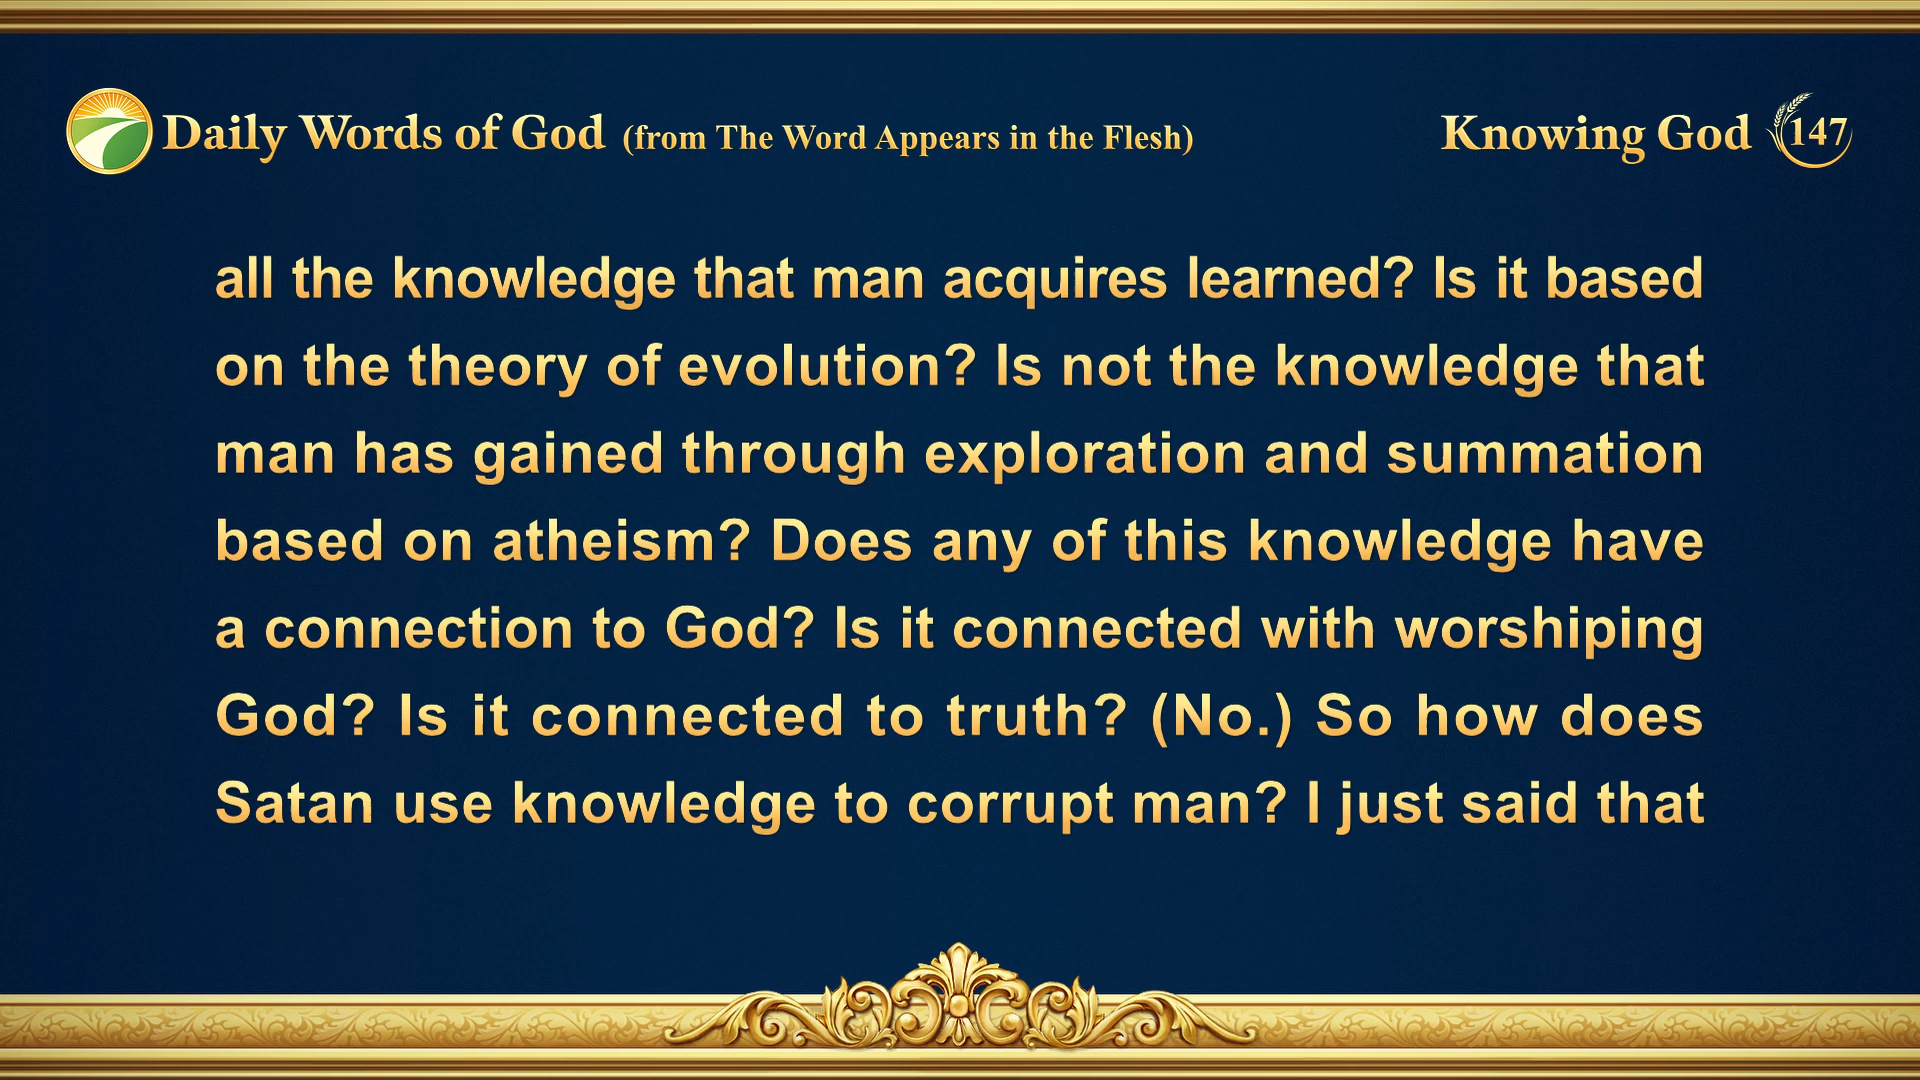 Daily Words of God (from The Word Appears in the Flesh)
Knowing God 147
all the knowledge that man acquires learned? Is it based
on the theory of evolution? Is not the knowledge that
man has gained through exploration and summation
based on atheism? Does any of this knowledge have
a connection to God? Is it connected with worshiping
God? Is it connected to truth? (No.) So how does
Satan use knowledge to corrupt man? I just said that